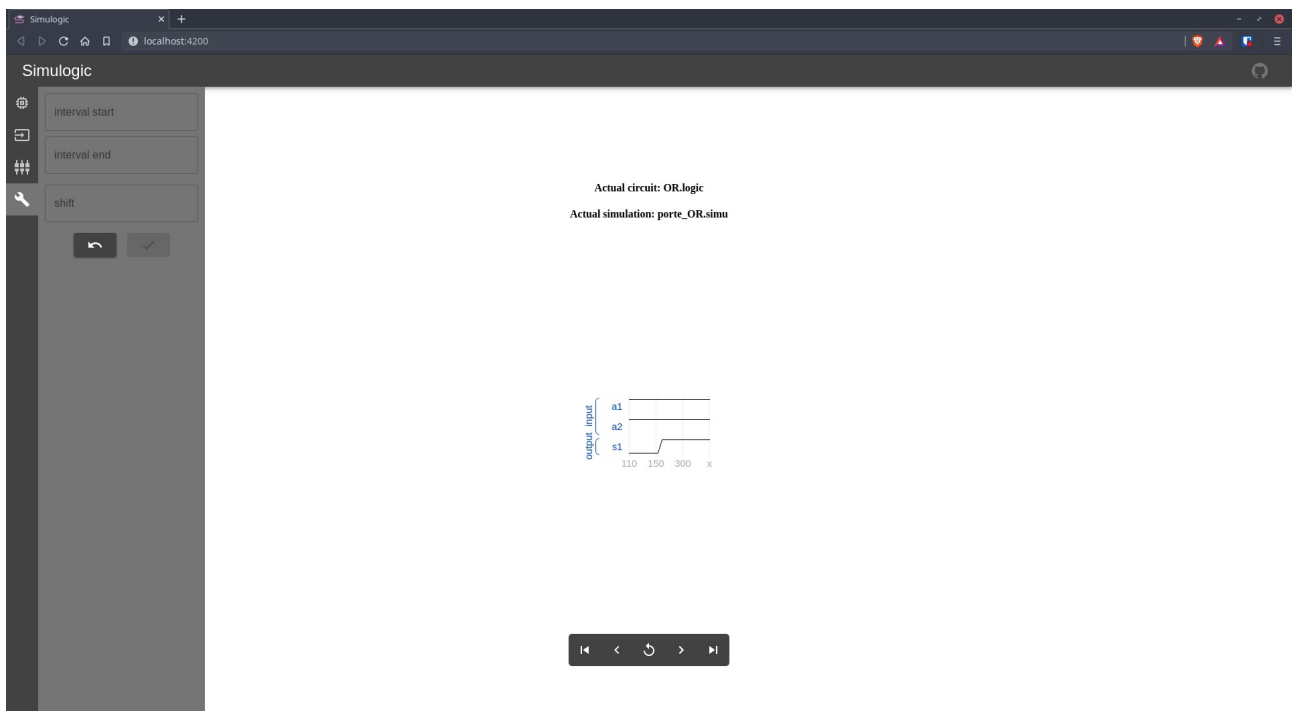 Simulogic
localhost:4200
Simulogic
interval start
interval end
shift
Actual circuit: OR.logic
Actual simulation: porte_OR.simu
input
a1
a2
output
s1
110 150 300 x